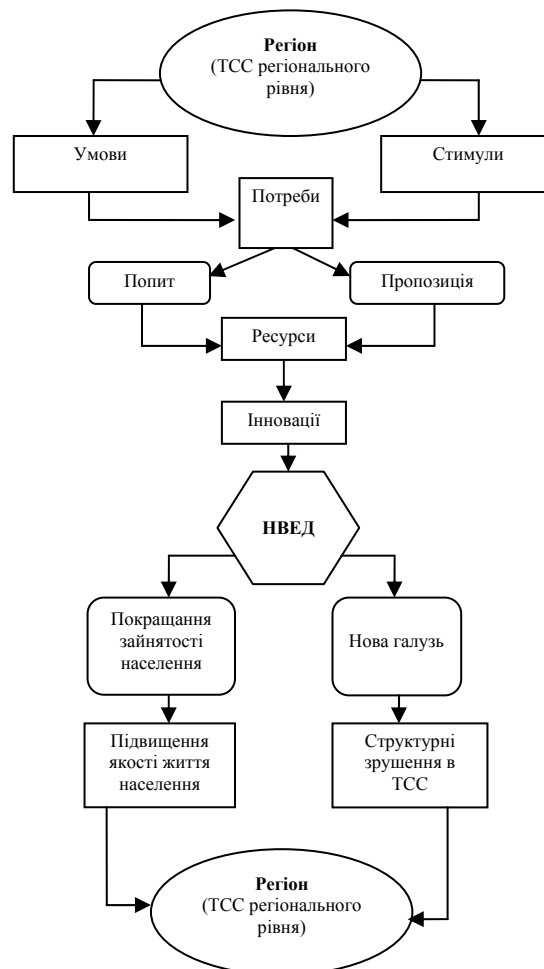 Регіон
(ТСС регіонального
рівня)
Умови
Стимули
Потреби
Попит
Пропозиція
Ресурси
Інновації
НВЕД
Покращання
зайнятості
населення
Нова галузь
Підвищення
якості життя
населення
Структурні
зрушення в
ТСС
Регіон
(ТСС регіонального
рівня)